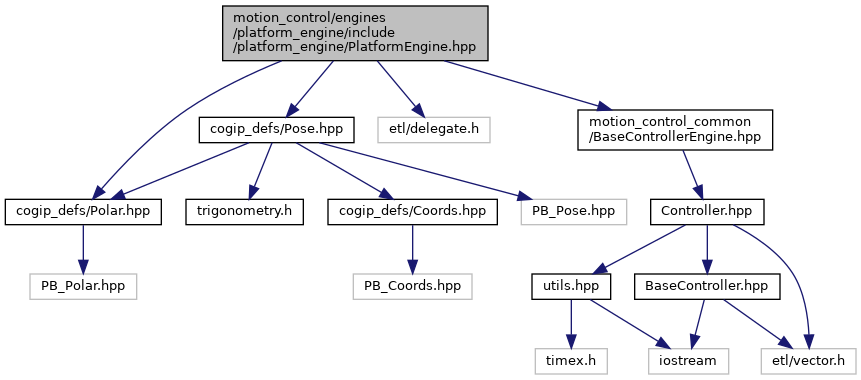 motion_control/engines
/platform_engine/include
/platform_engine/PlatformEngine.hpp
cogip_defs/Pose.hpp
etl/delegate.h
motion_control_common
/BaseControllerEngine.hpp
cogip_defs/Polar.hpp
trigonometry.h
cogip_defs/Coords.hpp
PB_Pose.hpp
Controller.hpp
PB_Polar.hpp
PB_Coords.hpp
utils.hpp
BaseController.hpp
timex.h
iostream
etl/vector.h